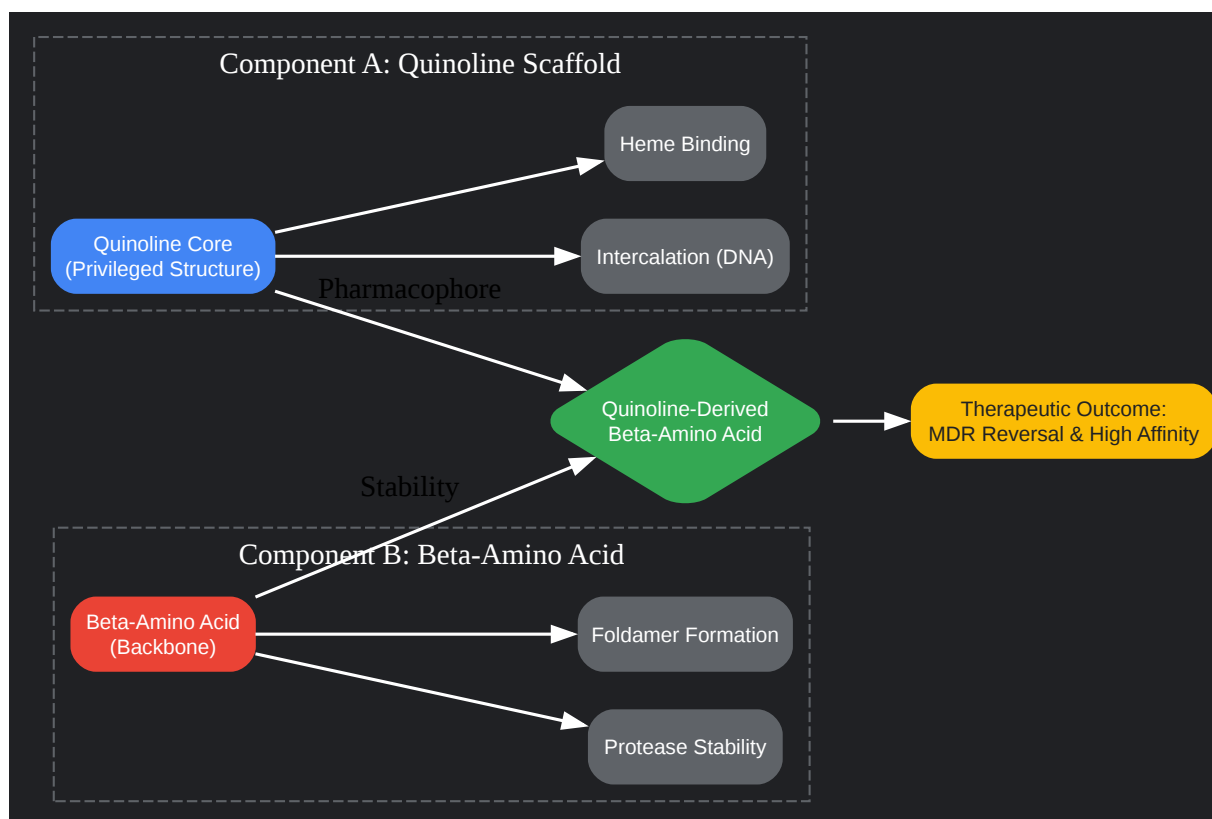 Component A: Quinoline Scaffold
Heme Binding
Quinoline Core
(Privileged Structure)
Intercalation (DNA)
Pharmacophore
Quinoline-Derived
Beta-Amino Acid
Therapeutic Outcome:
MDR Reversal & High Affinity
Stability
Component B: Beta-Amino Acid
Beta-Amino Acid
(Backbone)
Foldamer Formation
Protease Stability